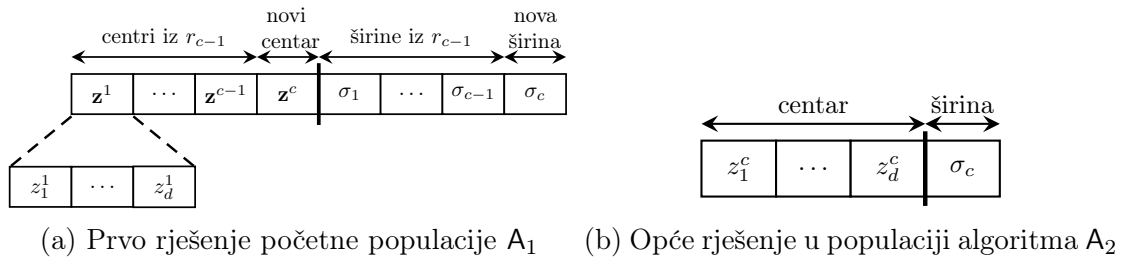 novi
nova
centri iz r_{c−1}
centar
širine iz r_{c−1}
širina
z^1 ⋯ z^{c−1} z^c σ_1 ⋯ σ_{c−1} σ_c
z_1^1 ⋯ z_d^1
(a) Prvo rješenje početne populacije A_1
centar širina
z_1^c ⋯ z_d^c σ_c
(b) Opće rješenje u populaciji algoritma A_2